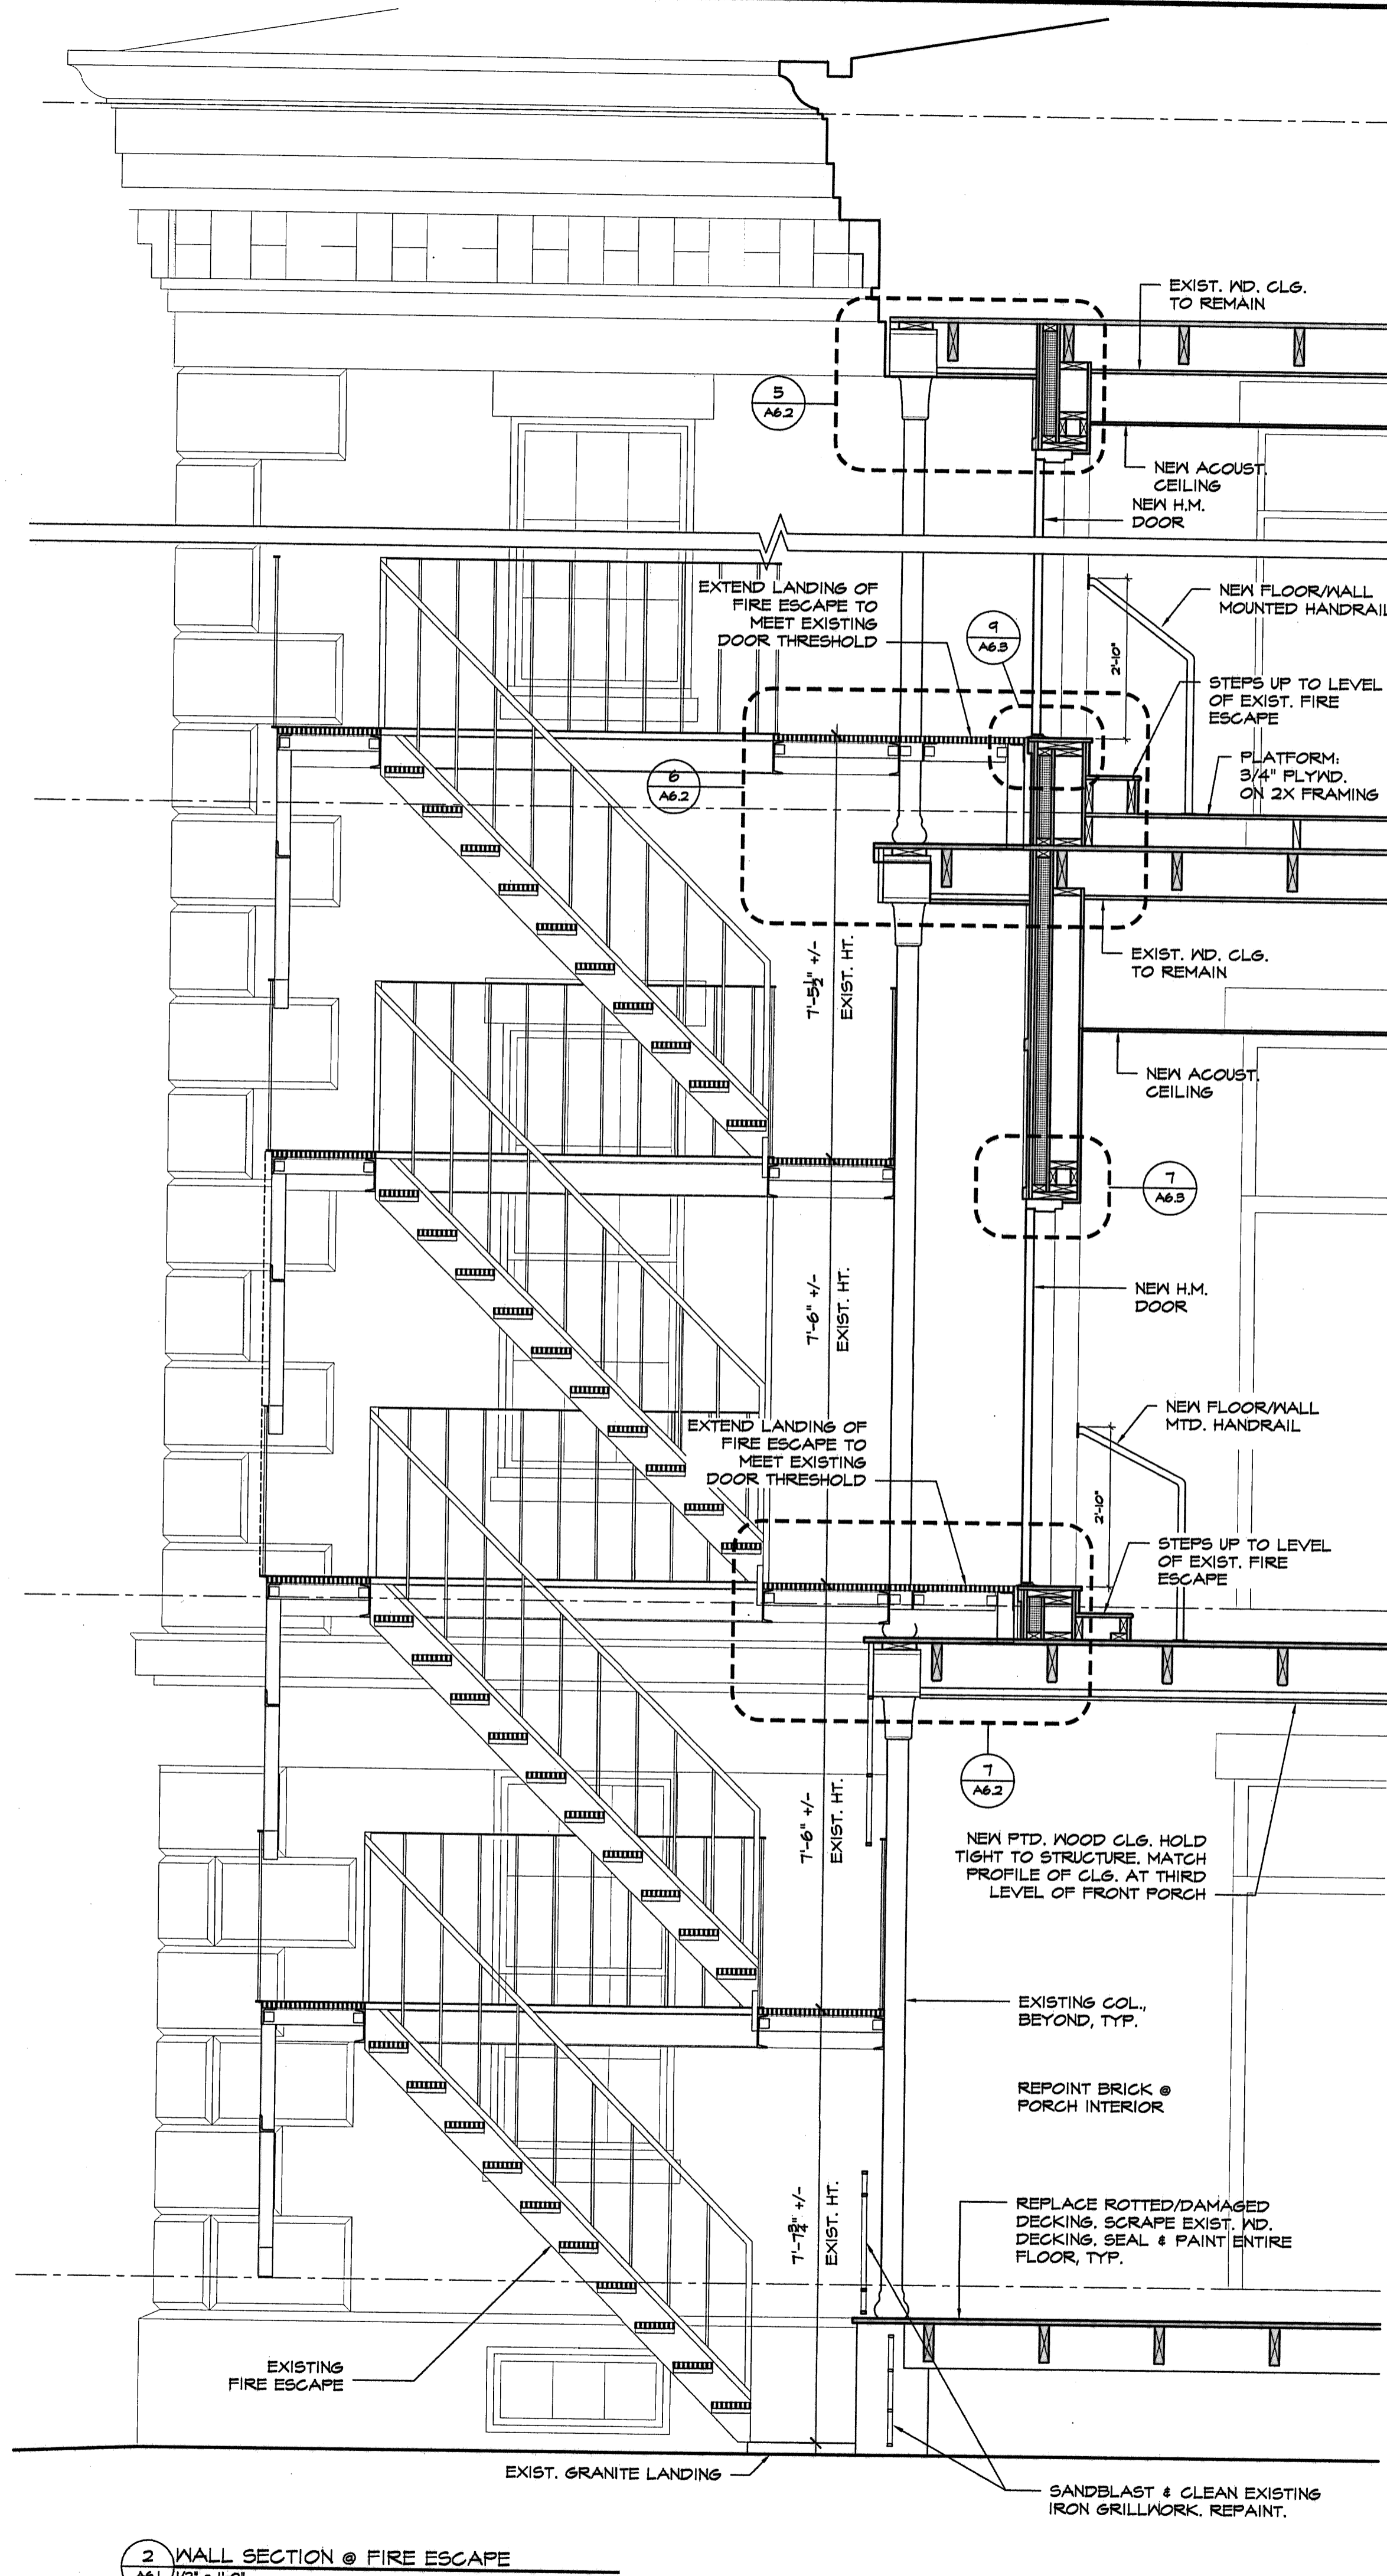 EXIST. WD. CLG.
TO REMAIN
5
A6.2
NEW ACOUST.
CEILING
NEW H.M.
DOOR
EXTEND LANDING OF
FIRE ESCAPE TO
MEET EXISTING
DOOR THRESHOLD
NEW FLOOR/WALL
MOUNTED HANDRAIL
9
A6.3
2'-10"
STEPS UP TO LEVEL
OF EXIST. FIRE
ESCAPE
PLATFORM:
3/4" PLYWD.
ON 2X FRAMING
6
A6.2
7'-5½" +/-
EXIST. HT.
EXIST. WD. CLG.
TO REMAIN
NEW ACOUST.
CEILING
7
A6.3
7'-6" +/-
EXIST. HT.
NEW H.M.
DOOR
NEW FLOOR/WALL
MTD. HANDRAIL
EXTEND LANDING OF
FIRE ESCAPE TO
MEET EXISTING
DOOR THRESHOLD
2'-10"
STEPS UP TO LEVEL
OF EXIST. FIRE
ESCAPE
7
A6.2
7'-6" +/-
EXIST. HT.
NEW PTD. WOOD CLG. HOLD
TIGHT TO STRUCTURE. MATCH
PROFILE OF CLG. AT THIRD
LEVEL OF FRONT PORCH
EXISTING COL.,
BEYOND, TYP.
REPOINT BRICK @
PORCH INTERIOR
7'-7¾" +/-
EXIST. HT.
REPLACE ROTTED/DAMAGED
DECKING. SCRAPE EXIST. WD.
DECKING. SEAL & PAINT ENTIRE
FLOOR, TYP.
EXISTING
FIRE ESCAPE
EXIST. GRANITE LANDING
SANDBLAST & CLEAN EXISTING
IRON GRILLWORK. REPAINT.
2
WALL SECTION @ FIRE ESCAPE